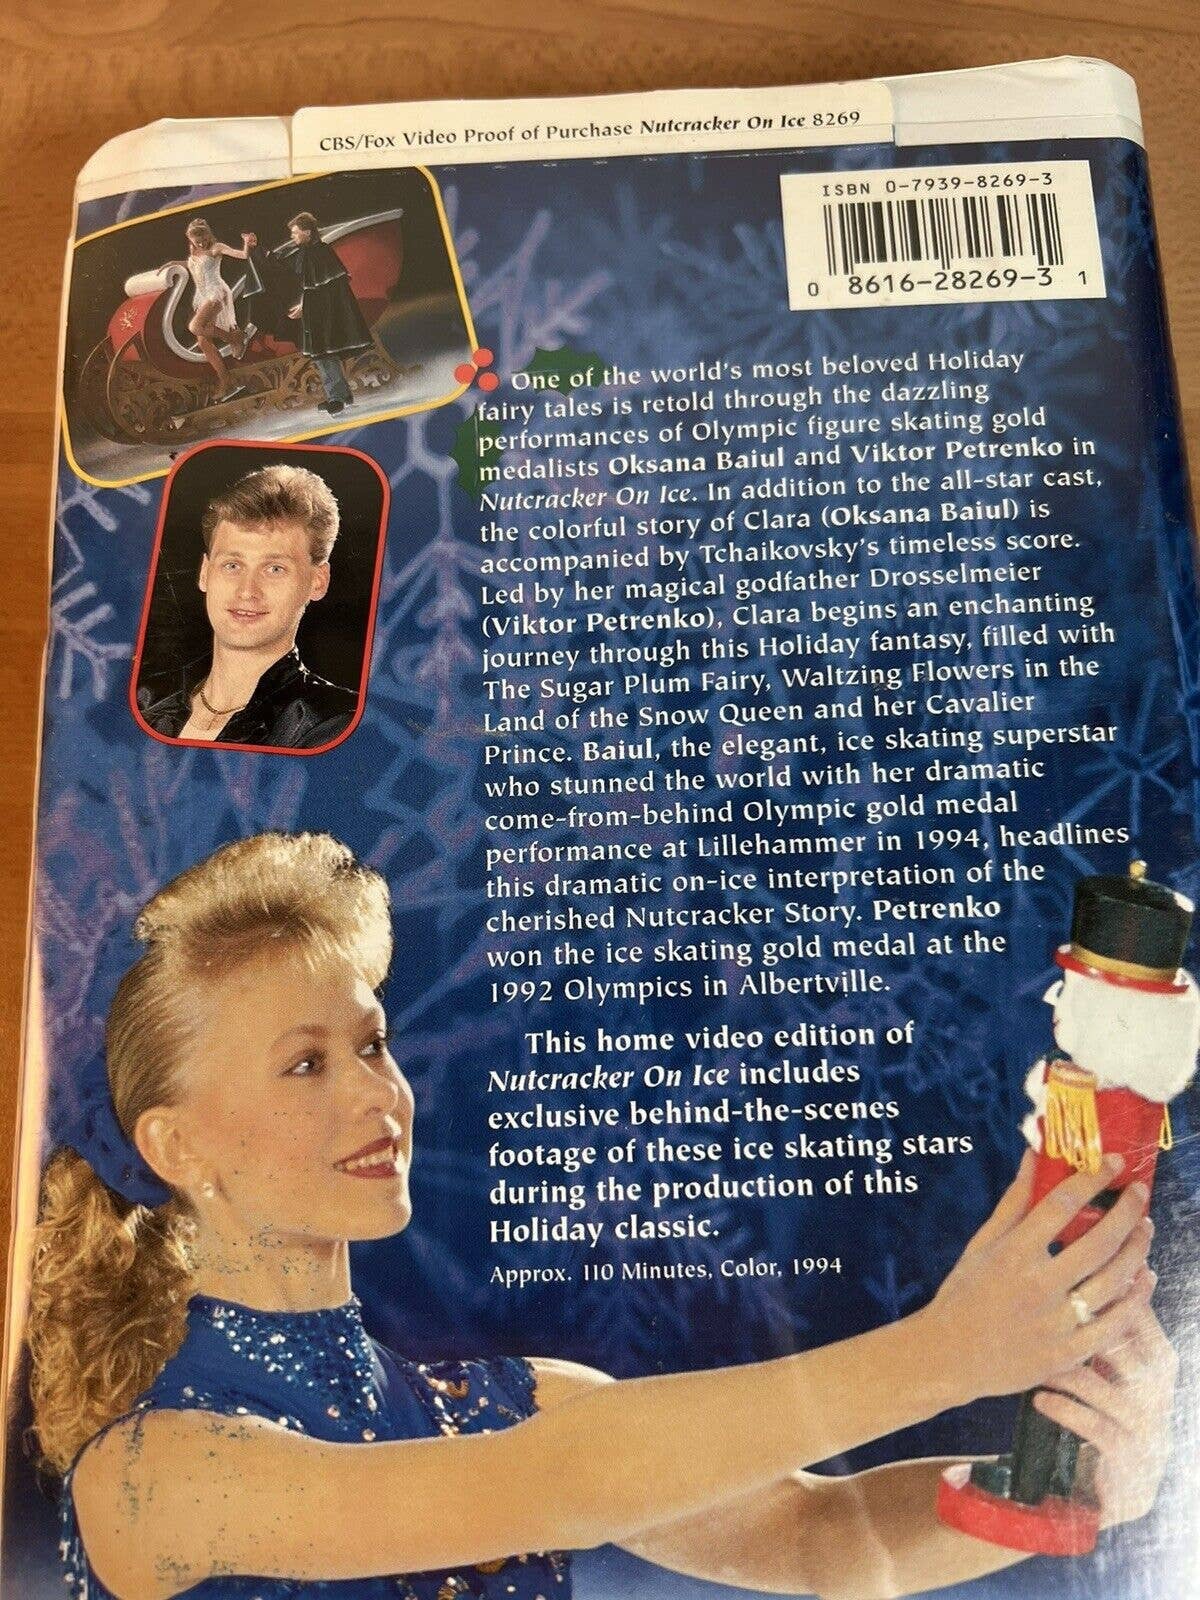 CBS/Fox Video Proof of Purchase Nutcracker On Ice 8269
ISBN 0-7939-8269-3
0 8616-28269-3 1
One of the world's most beloved Holiday
fairy tales is retold through the dazzling
performances of Olympic figure skating gold
medalists Oksana Baiul and Viktor Petrenko in
Nutcracker On Ice. In addition to the all-star cast,
the colorful story of Clara (Oksana Baiul) is
accompanied by Tchaikovsky's timeless score.
Led by her magical godfather Drosselmeier
(Viktor Petrenko), Clara begins an enchanting
journey through this Holiday fantasy, filled with
The Sugar Plum Fairy, Waltzing Flowers in the
Land of the Snow Queen and her Cavalier
Prince. Baiul, the elegant, ice skating superstar
who stunned the world with her dramatic
come-from-behind Olympic gold medal
performance at Lillehammer in 1994, headlines
this dramatic on-ice interpretation of the
cherished Nutcracker Story. Petrenko
won the ice skating gold medal at the
1992 Olympics in Albertville.
This home video edition of
Nutcracker On Ice includes
exclusive behind-the-scenes
footage of these ice skating stars
during the production of this
Holiday classic.
Approx. 110 Minutes, Color, 1994